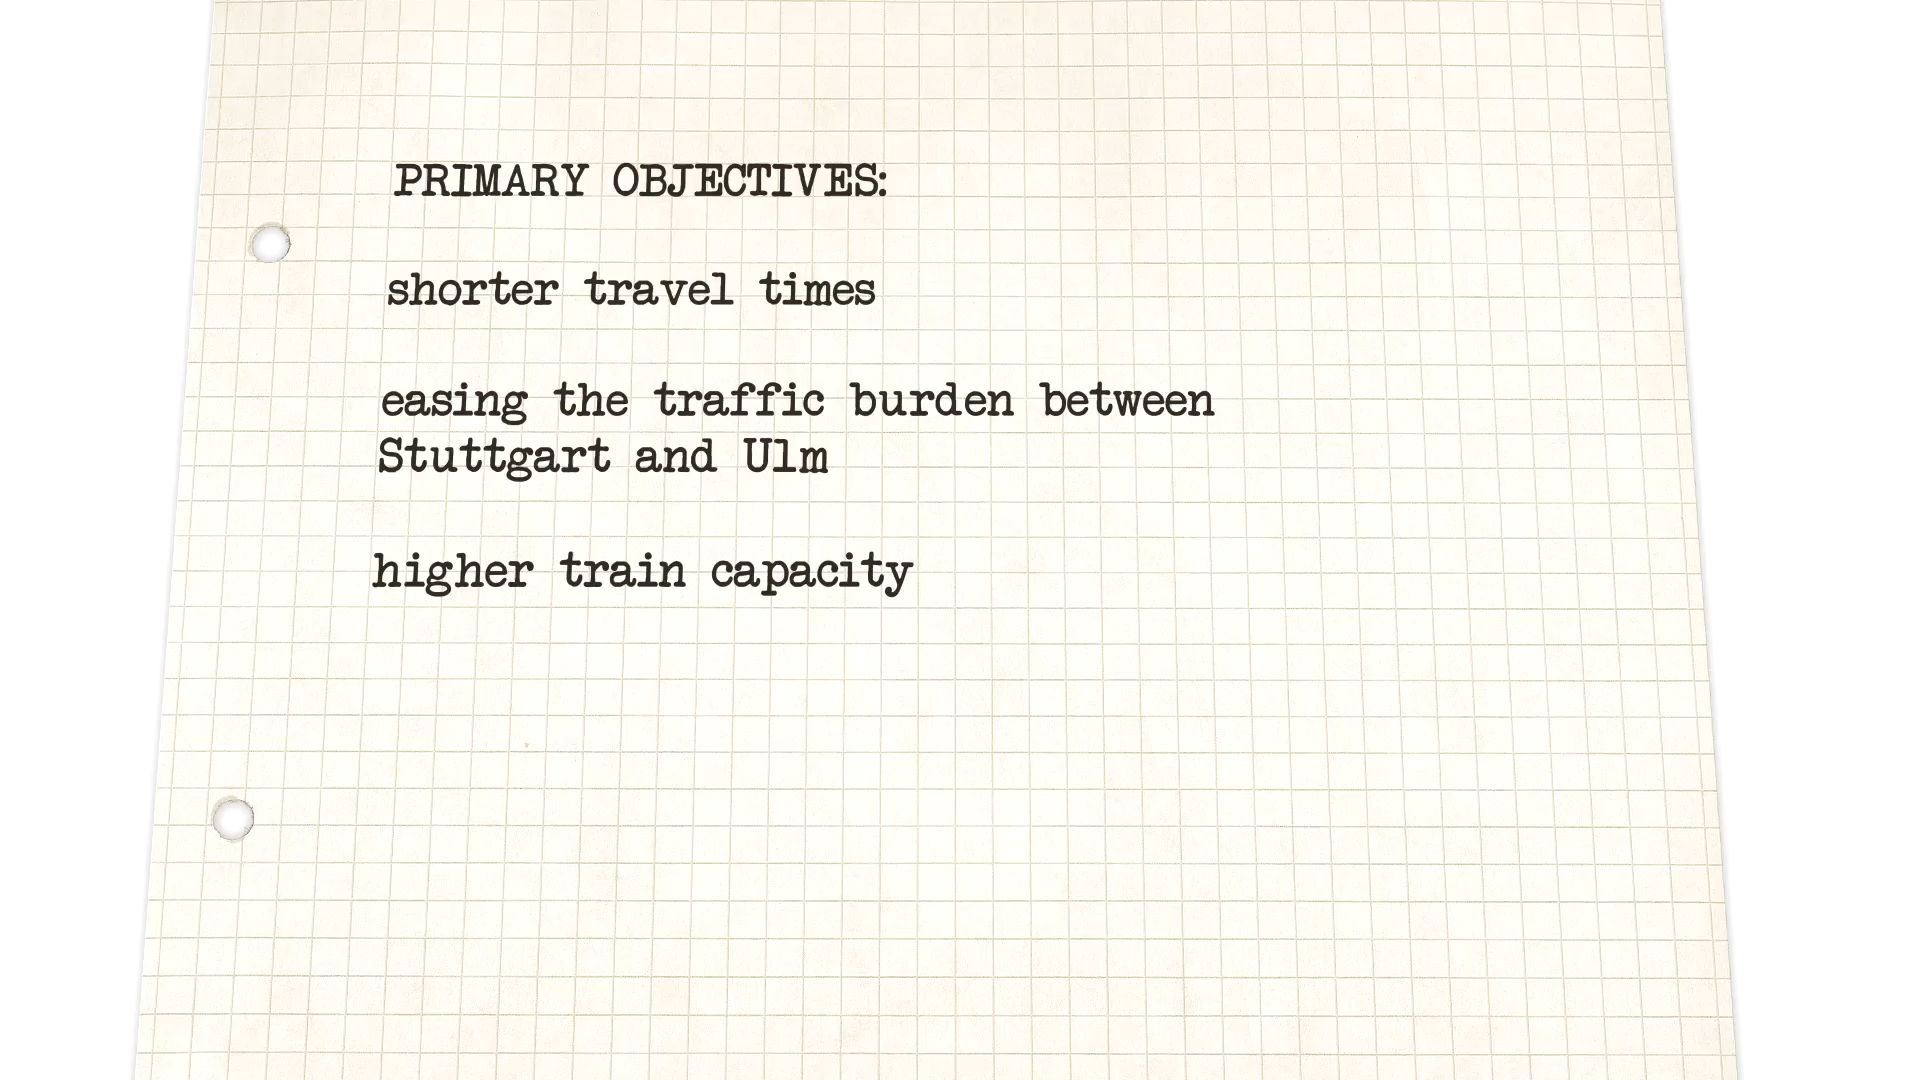 PRIMARY OBJECTIVES:
shorter travel times
easing the traffic burden between
Stuttgart and Ulm
higher train capacity